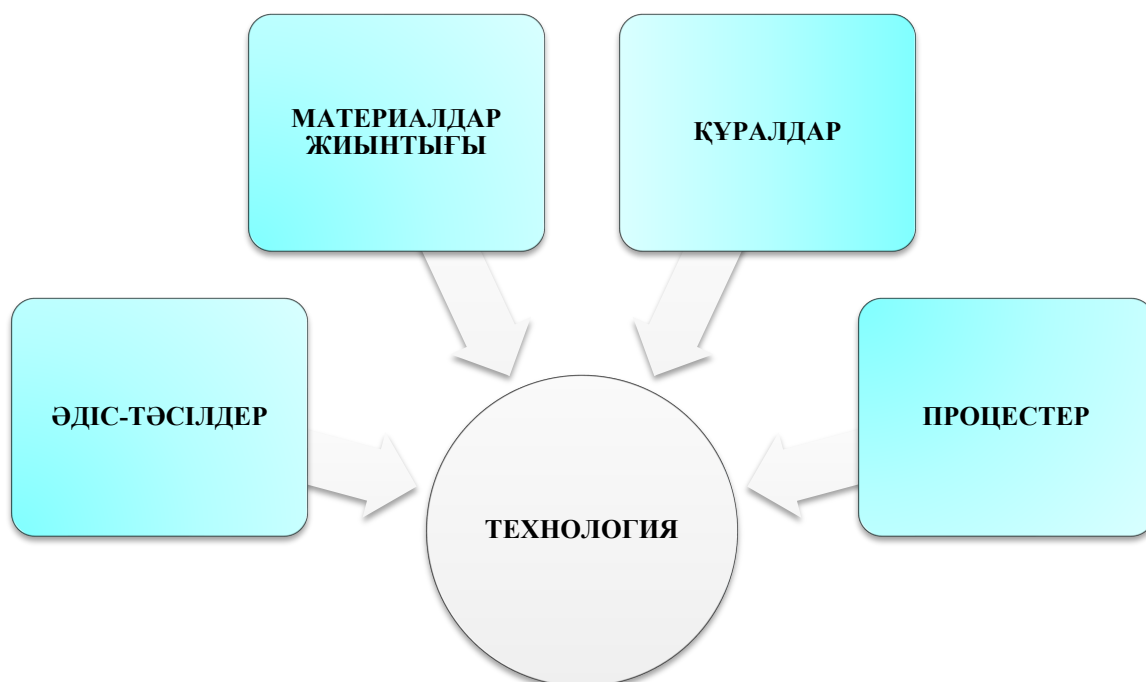 МАТЕРИАЛДАР
ЖИЫНТЫҒЫ
ҚҰРАЛДАР
ӘДІС-ТӘСІЛДЕР
ПРОЦЕСТЕР
ТЕХНОЛОГИЯ